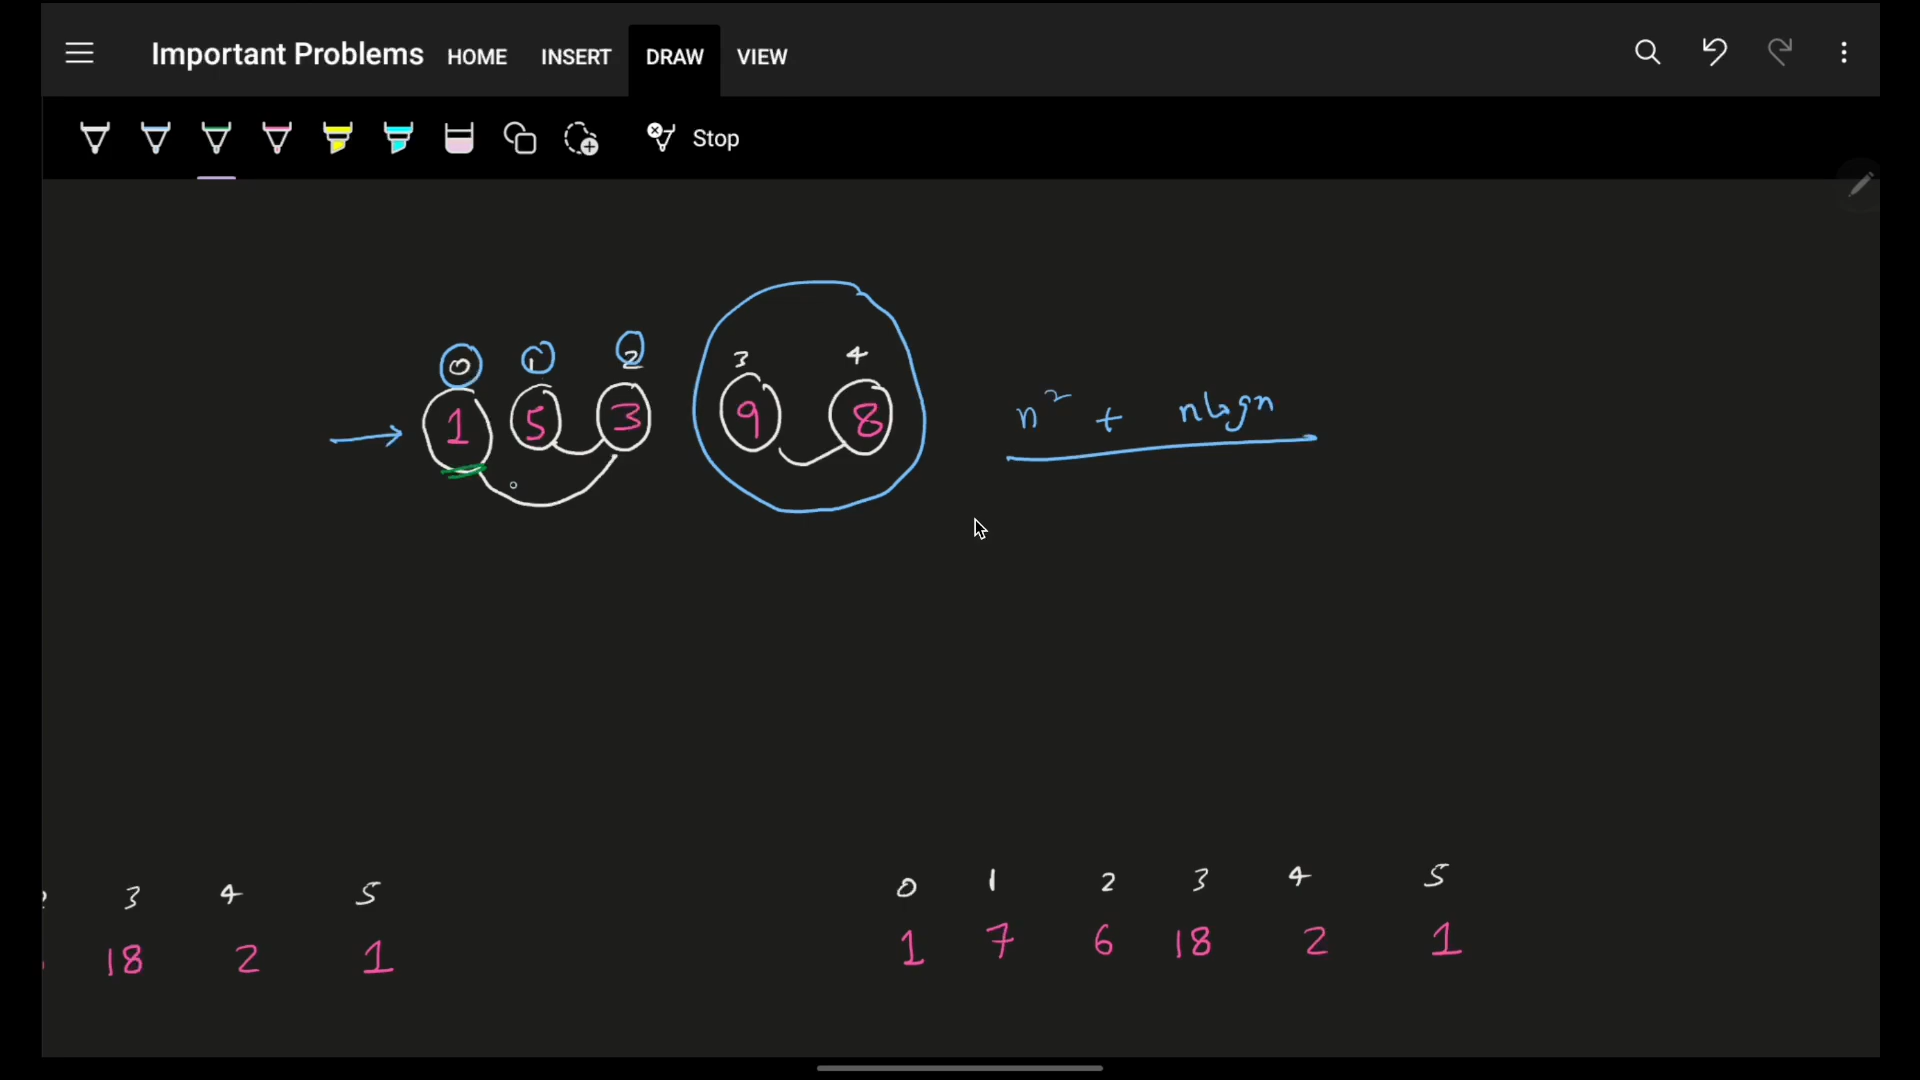 Important Problems HOME INSERT DRAW VIEW
Stop
0 1 2 3 4
1 5 3 9 8
n² + nlogn
3 4 5
18 2 1
0 1 2 3 4 5
1 7 6 18 2 1